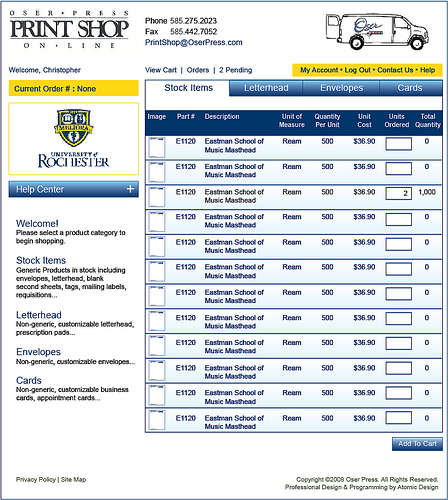 OSER • PRESS
PRINT SHOP
ON • LINE
Phone 585.275.2023
Fax 585.442.7052
PrintShop@OserPress.com
Oser
Welcome, Christopher
View Cart | Orders | 2 Pending
My Account • Log Out • Contact Us • Help
Current Order # : None
MELIORA
UNIVERSITY of
ROCHESTER
Help Center +
Welcome!
Please select a product category to
begin shopping.
Stock Items
Generic Products in stock including
envelopes, letterhead, blank
second sheets, tags, mailing labels,
requisitions...
Letterhead
Non-generic, customizable letterhead,
prescription pads...
Envelopes
Non-generic, customizable envelopes...
Cards
Non-generic, customizable business
cards, appointment cards...
Stock Items Letterhead Envelopes Cards
Image Part # Description Unit of Measure Quantity Per Unit Unit Cost Units Ordered Total Quantity
E1120 Eastman School of Ream 500 $36.90 0
Music Masthead
E1120 Eastman School of Ream 500 $36.90 0
Music Masthead
E1120 Eastman School of Ream 500 $36.90 2 1,000
Music Masthead
E1120 Eastman School of Ream 500 $36.90 0
Music Masthead
E1120 Eastman School of Ream 500 $36.90 0
Music Masthead
E1120 Eastman School of Ream 500 $36.90 0
Music Masthead
E1120 Eastman School of Ream 500 $36.90 0
Music Masthead
E1120 Eastman School of Ream 500 $36.90 0
Music Masthead
E1120 Eastman School of Ream 500 $36.90 0
Music Masthead
E1120 Eastman School of Ream 500 $36.90 0
Music Masthead
E1120 Eastman School of Ream 500 $36.90 0
Music Masthead
E1120 Eastman School of Ream 500 $36.90 0
Music Masthead
Add To Cart
Privacy Policy | Site Map
Copyright ©2008 Oser Press. All Rights Reserved.
Professional Design & Programming by Atomic Design